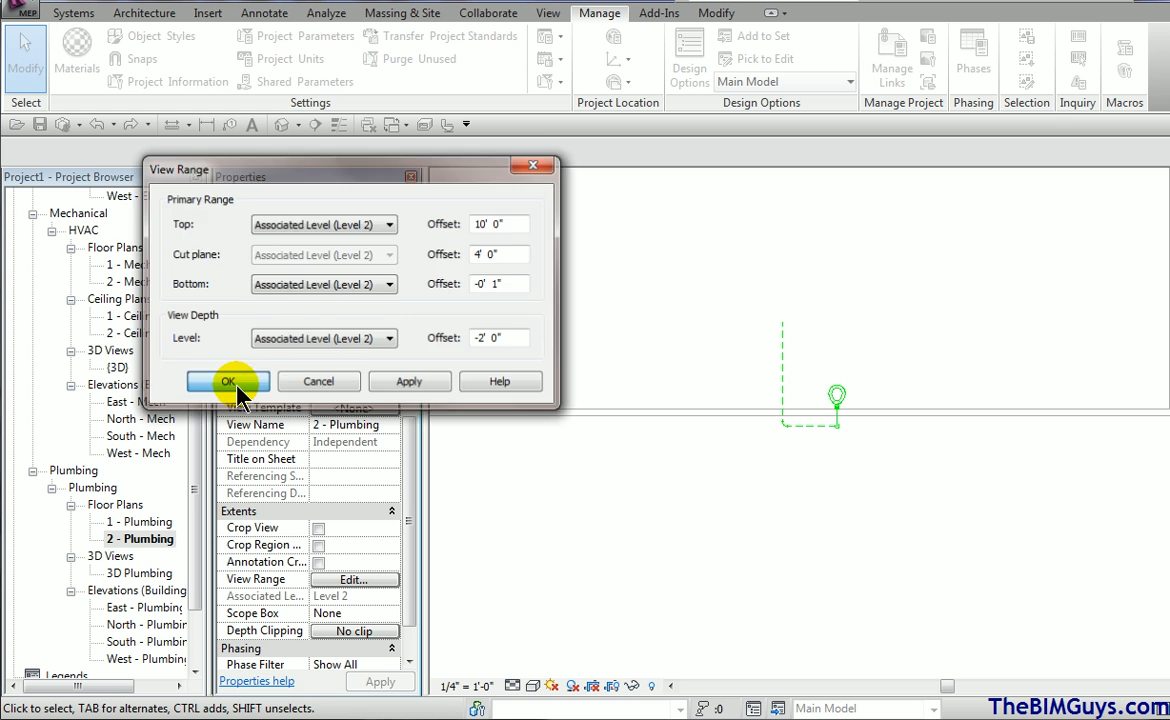 MEP Systems Architecture Insert Annotate Analyze Massing & Site Collaborate View Manage Add-Ins Modify
Modify Materials Object Styles Project Parameters Transfer Project Standards Design Options Add to Set Manage Links Phases
Snaps Project Units Purge Unused Pick to Edit
Project Information Shared Parameters Main Model
Select Settings Project Location Design Options Manage Project Phasing Selection Inquiry Macros
Project1 - Project Browser
Properties
View Range
Primary Range
Top: Associated Level (Level 2) Offset: 10' 0"
Cut plane: Associated Level (Level 2) Offset: 4' 0"
Bottom: Associated Level (Level 2) Offset: -0' 1"
View Depth
Level: Associated Level (Level 2) Offset: -2' 0"
OK Cancel Apply Help
West -
Mechanical
HVAC
Floor Plans
1 - Mech
2 - Mec
Ceiling Plan
1 - Ceil
2 - Ceil
3D Views
{3D}
Elevations (B
East - Mech
North - Mech
South - Mech
West - Mech
Plumbing
Plumbing
Floor Plans
1 - Plumbing
2 - Plumbing
3D Views
3D Plumbing
Elevations (Building
East - Plumbing
North - Plumbin
South - Plumbin
West - Plumbing
Legends
View Template <None>
View Name 2 - Plumbing
Dependency Independent
Title on Sheet
Referencing S...
Referencing D...
Extents
Crop View
Crop Region ...
Annotation Cr...
View Range Edit...
Associated Le... Level 2
Scope Box None
Depth Clipping No clip
Phasing
Phase Filter Show All
Properties help Apply
1/4" = 1'-0"
Click to select, TAB for alternates, CTRL adds, SHIFT unselects.
:0 Main Model
TheBIMGuys.com